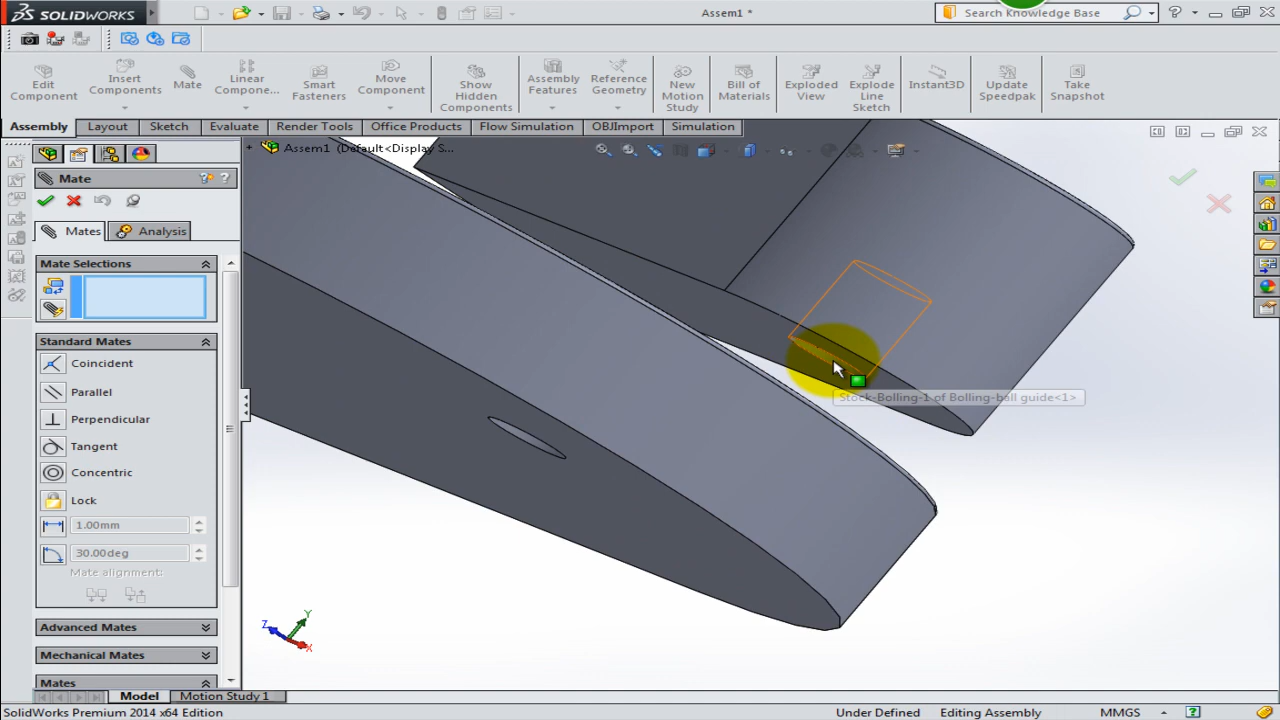 SOLIDWORKS
Assem1 *
Search Knowledge Base
Edit Component
Insert Components
Mate
Linear Compone...
Smart Fasteners
Move Component
Show Hidden Components
Assembly Features
Reference Geometry
New Motion Study
Bill of Materials
Exploded View
Explode Line Sketch
Instant3D
Update Speedpak
Take Snapshot
Assembly
Layout
Sketch
Evaluate
Render Tools
Office Products
Flow Simulation
OBJImport
Simulation
Assem1 (Default<Display S...
Mate
Mates
Analysis
Mate Selections
Standard Mates
Coincident
Parallel
Perpendicular
Tangent
Concentric
Lock
1.00mm
30.00deg
Mate alignment:
Advanced Mates
Mechanical Mates
Mates
Stock-Bolling-1 of Bolling-ball guide<1>
Y
Z
X
Model
Motion Study 1
SolidWorks Premium 2014 x64 Edition
Under Defined
Editing Assembly
MMGS